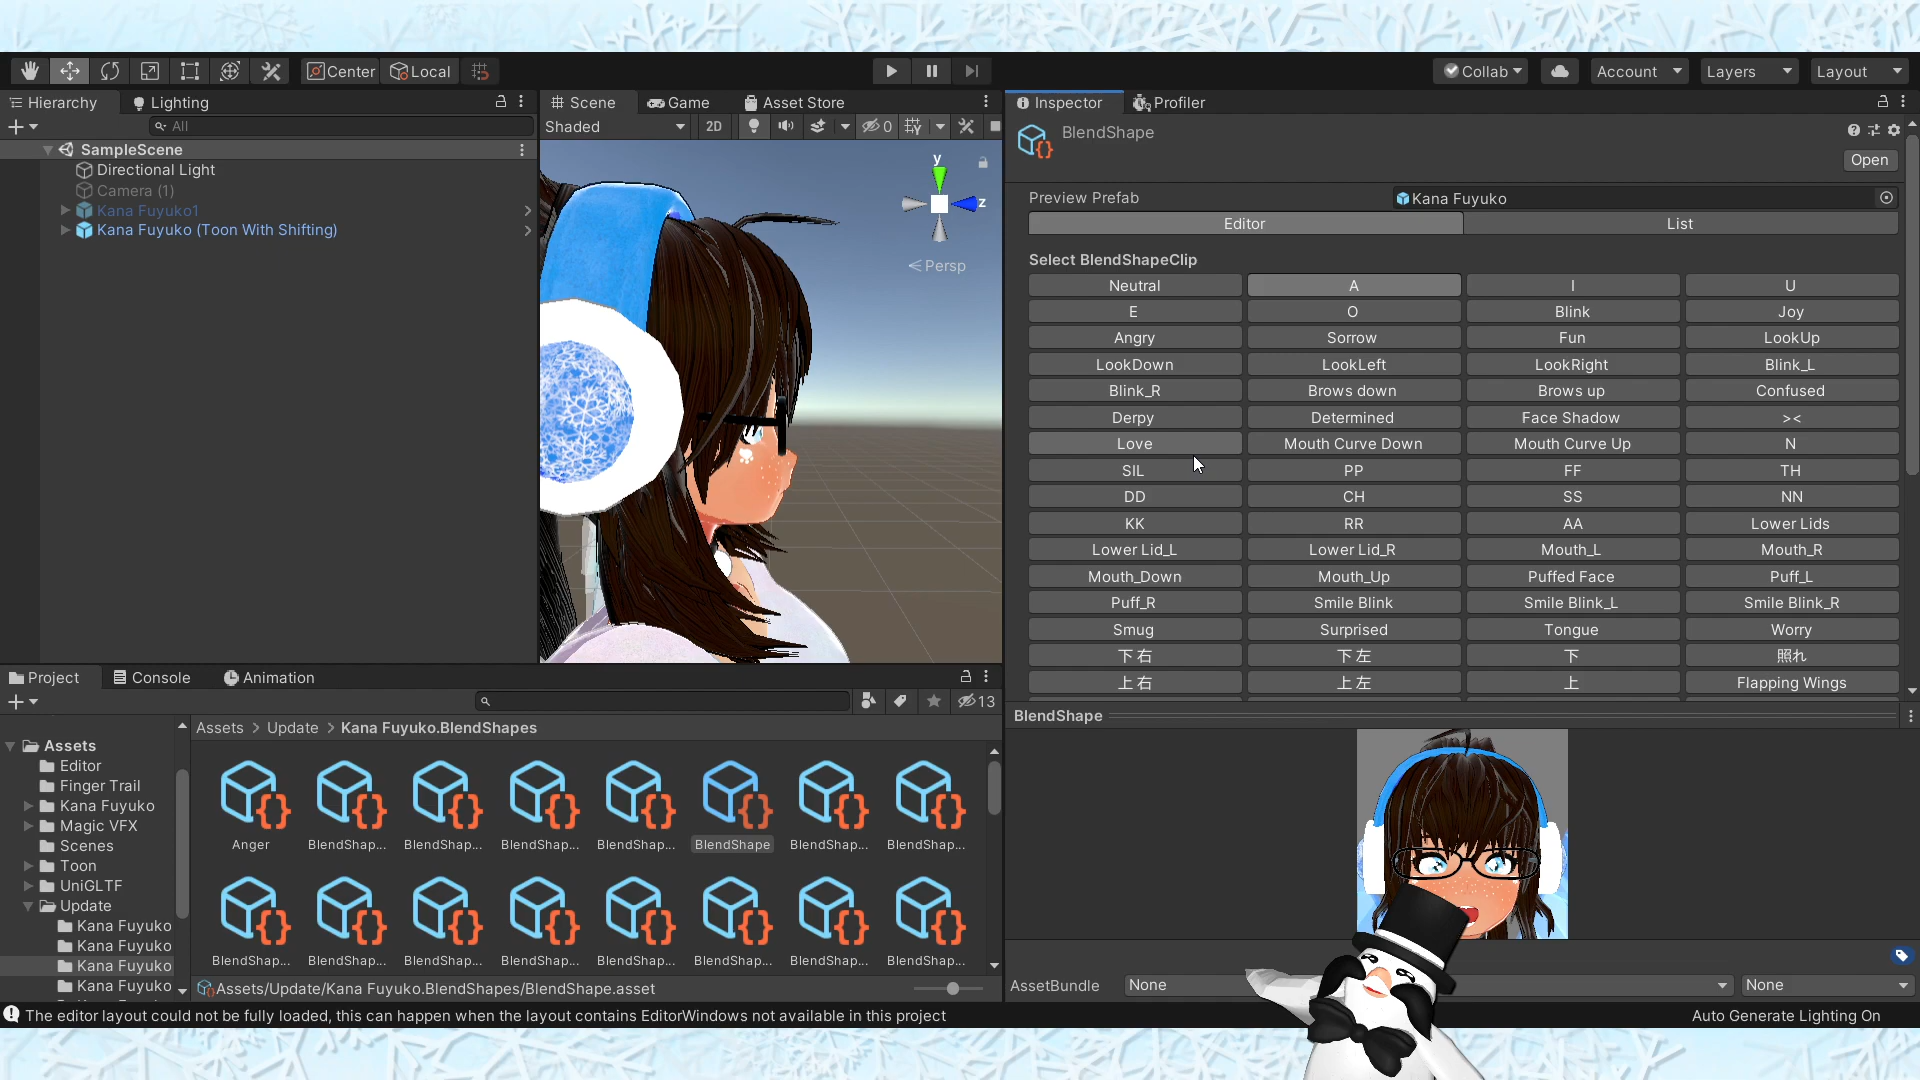 Center
Local
Collab
Account
Layers
Layout
Hierarchy
Lighting
All
SampleScene
Directional Light
Camera (1)
Kana Fuyuko1
Kana Fuyuko (Toon With Shifting)
Scene
Game
Asset Store
Shaded
2D
0
y
z
Persp
Inspector
Profiler
BlendShape
Open
Preview Prefab
Kana Fuyuko
Editor
List
Select BlendShapeClip
Neutral
A
I
U
E
O
Blink
Joy
Angry
Sorrow
Fun
LookUp
LookDown
LookLeft
LookRight
Blink_L
Blink_R
Brows down
Brows up
Confused
Derpy
Determined
Face Shadow
><
Love
Mouth Curve Down
Mouth Curve Up
N
SIL
PP
FF
TH
DD
CH
SS
NN
KK
RR
AA
Lower Lids
Lower Lid_L
Lower Lid_R
Mouth_L
Mouth_R
Mouth_Down
Mouth_Up
Puffed Face
Puff_L
Puff_R
Smile Blink
Smile Blink_L
Smile Blink_R
Smug
Surprised
Tongue
Worry
下右
下左
下
照れ
上右
上左
上
Flapping Wings
Project
Console
Animation
13
Assets
Editor
Finger Trail
Kana Fuyuko
Magic VFX
Scenes
Toon
UniGLTF
Update
Kana Fuyuko
Kana Fuyuko
Kana Fuyuko
Kana Fuyuko
Assets > Update > Kana Fuyuko.BlendShapes
Anger
BlendShap...
BlendShap...
BlendShap...
BlendShap...
BlendShape
BlendShap...
BlendShap...
BlendShap...
BlendShap...
BlendShap...
BlendShap...
BlendShap...
BlendShap...
BlendShap...
BlendShap...
Assets/Update/Kana Fuyuko.BlendShapes/BlendShape.asset
BlendShape
AssetBundle
None
None
The editor layout could not be fully loaded, this can happen when the layout contains EditorWindows not available in this project
Auto Generate Lighting On